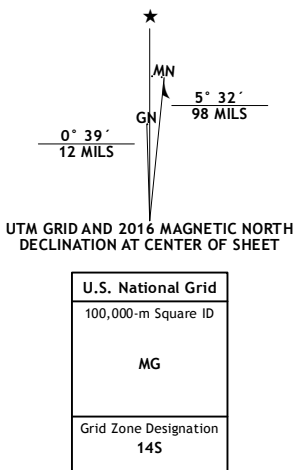 ★
MN
GN
5° 32´
98 MILS
0° 39´
12 MILS
UTM GRID AND 2016 MAGNETIC NORTH
DECLINATION AT CENTER OF SHEET
U.S. National Grid
100,000-m Square ID
MG
Grid Zone Designation
14S